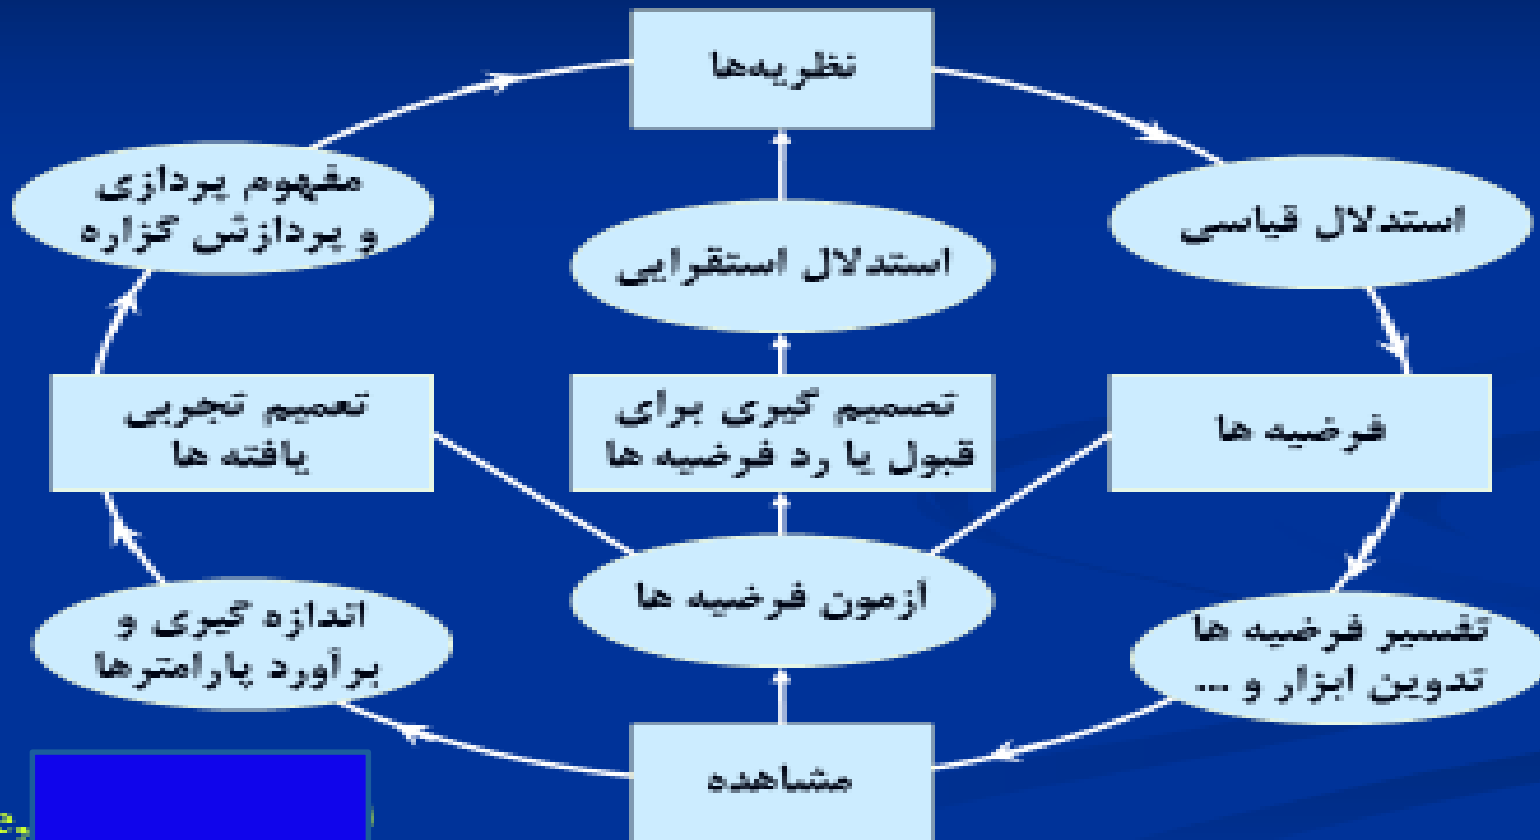 نظریه‌ها
مفهوم پردازی
و پردازش گزاره
استدلال استقرایی
استدلال قیاسی
تعمیم تجربی
یافته ها
تصمیم گیری برای
قبول یا رد فرضیه ها
فرضیه ها
اندازه گیری و
برآورد پارامترها
آزمون فرضیه ها
تفسیر فرضیه ها
تدوین ابزار و ...
مشاهده